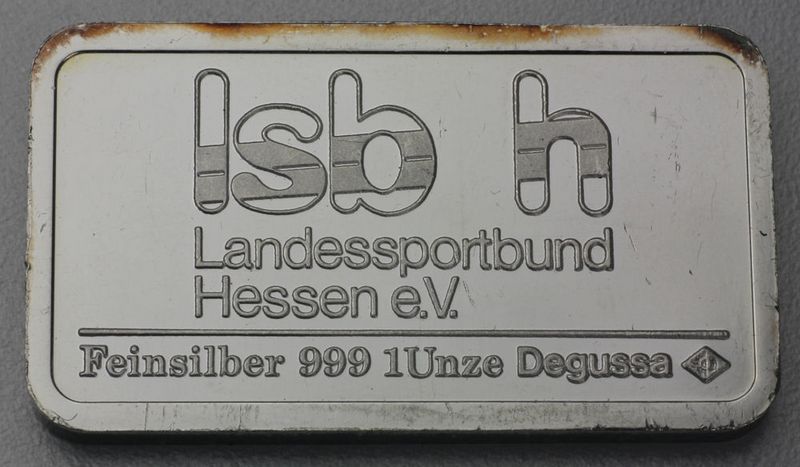 lsb h
Landessportbund
Hessen e.V.
Feinsilber 999 1Unze Degussa